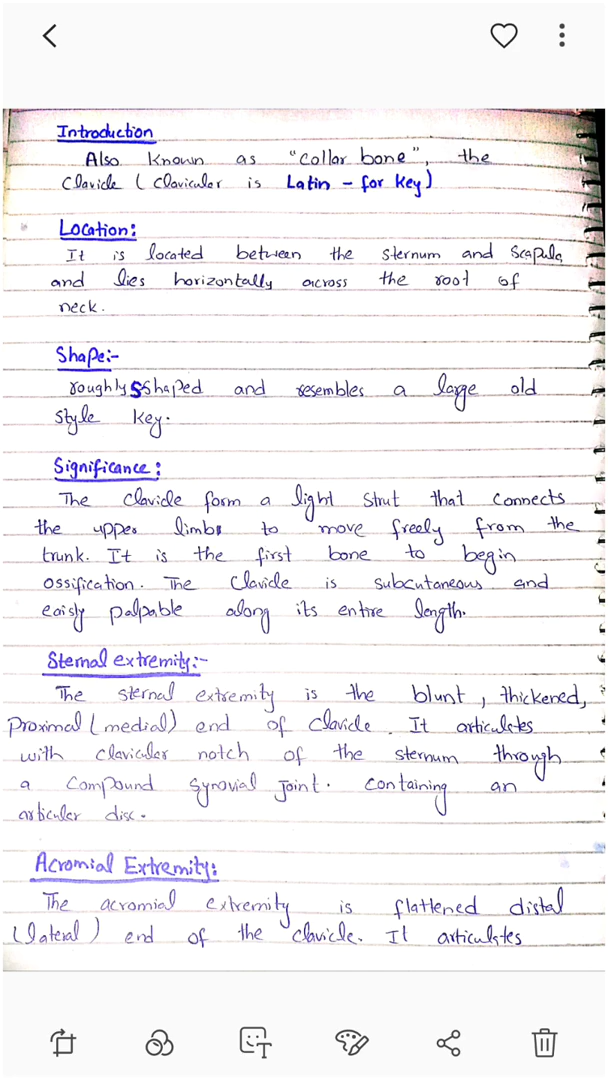 Introduction
Also known as "collar bone", the
Clavicle ( Clavicular is Latin - for key)
Location:
It is located between the sternum and Scapula
and lies horizontally across the root of
neck.
Shape:-
roughly S shaped and resembles a large old
style key.
Significance:
The Clavicle form a light strut that connects
the upper limbs to move freely from the
trunk. It is the first bone to begin
ossification. The Clavicle is subcutaneous and
eaisly palpable along its entire length.
Sternal extremity:-
The sternal extremity is the blunt, thickened,
Proximal (medial) end of clavicle. It articulates
with clavicular notch of the sternum through
a Compound Synovial Joint. Containing an
articular disc.
Acromial Extremity:
The acromial extremity is flattened distal
(lateral) end of the clavicle. It articulates
T